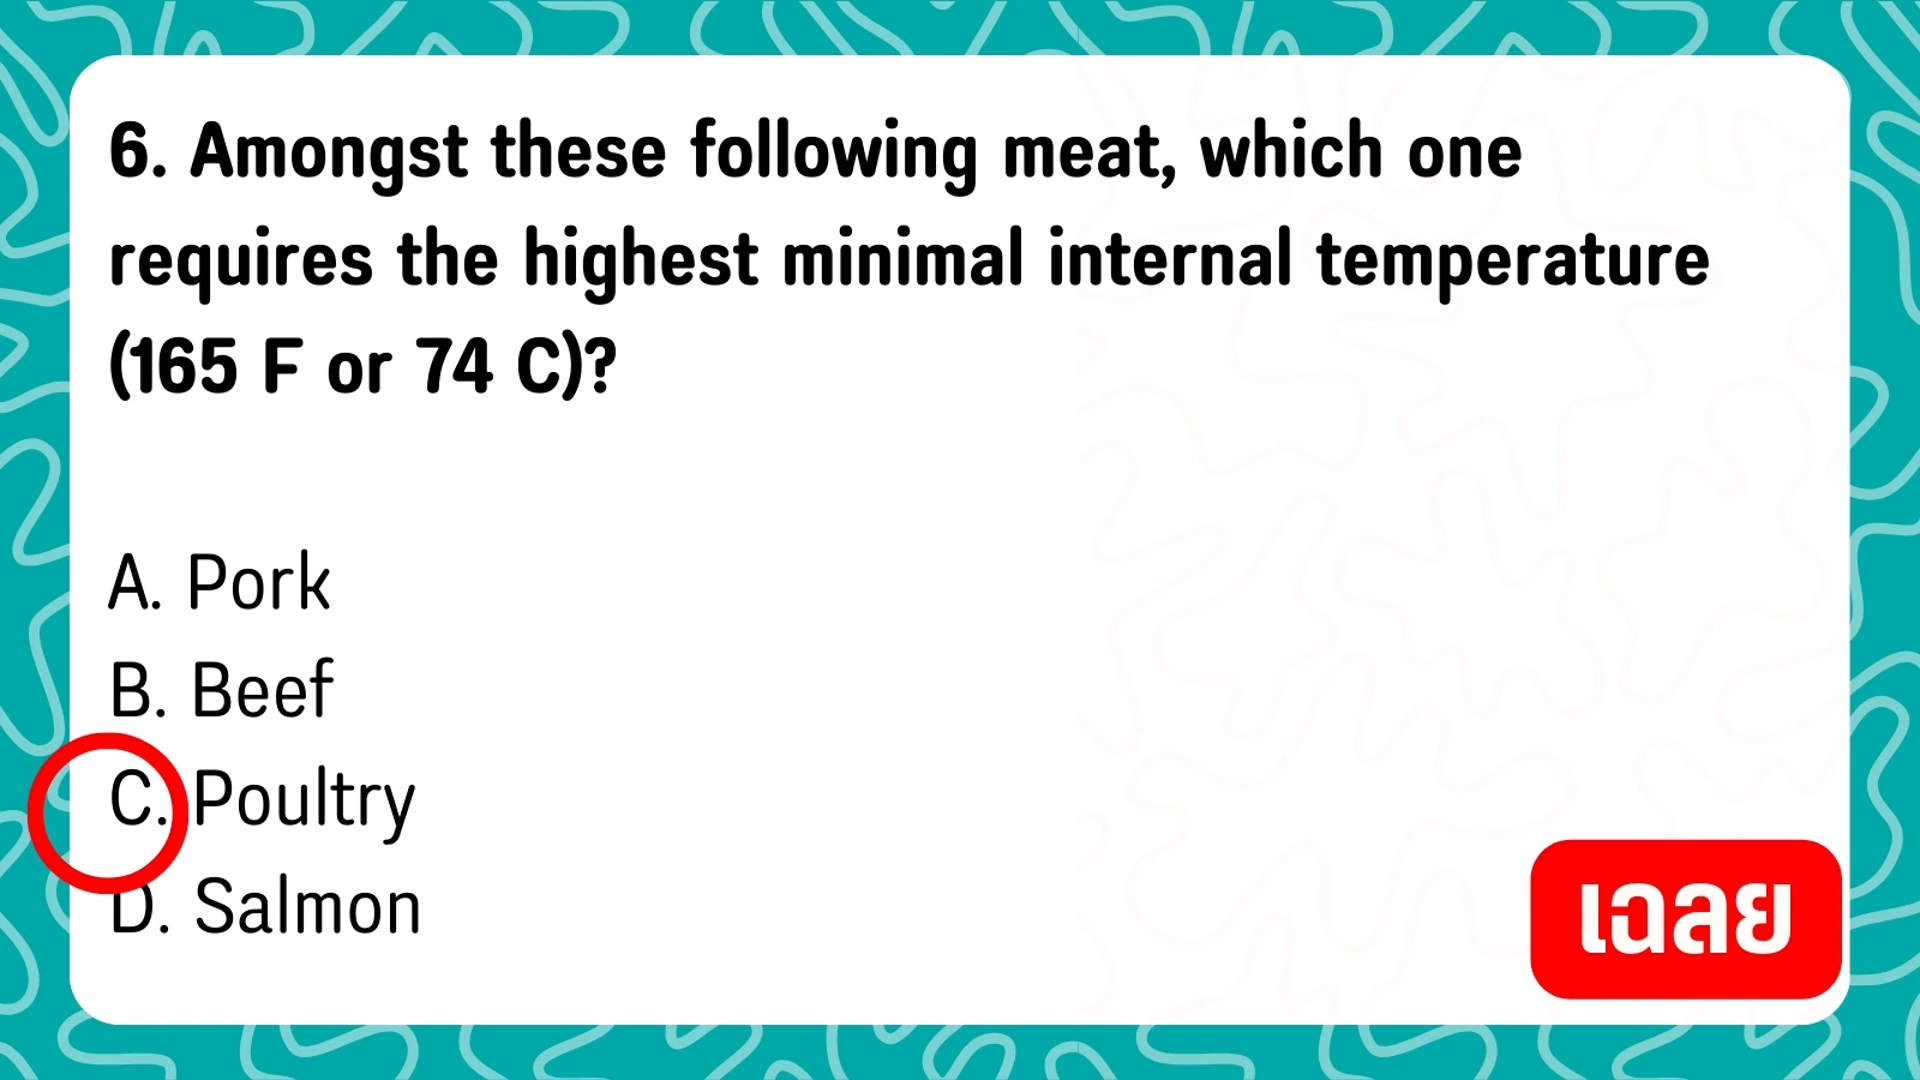 6. Amongst these following meat, which one
requires the highest minimal internal temperature
(165 F or 74 C)?
A. Pork
B. Beef
C. Poultry
D. Salmon
เฉลย